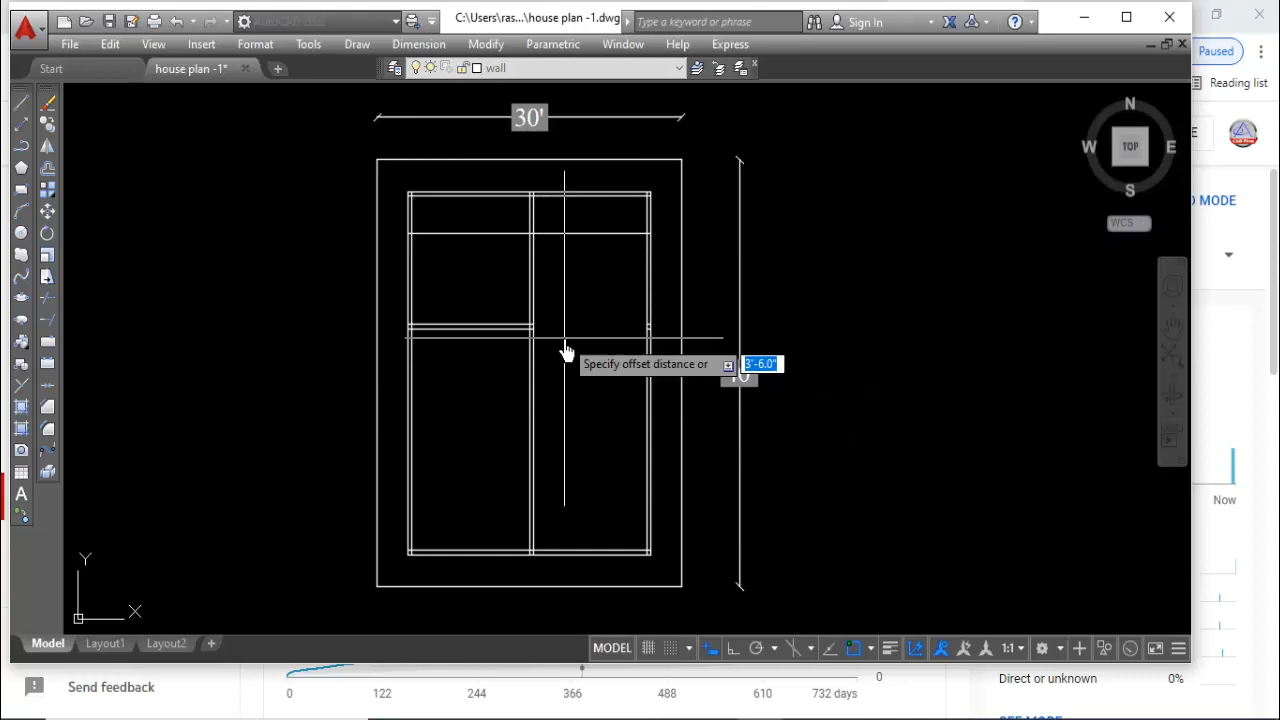 AutoCAD Classic
C:\Users\ras...\house plan -1.dwg
Type a keyword or phrase
Sign In
File Edit View Insert Format Tools Draw Dimension Modify Parametric Window Help Express
Paused
Start
house plan -1*
wall
Reading list
30'
N
W
TOP
E
S
WCS
E
D MODE
Specify offset distance or
3'-6.0"
Now
A
Y
X
Model
Layout1
Layout2
MODEL
1:1
Send feedback
0
122
244
366
488
610
732 days
0
Direct or unknown
0%